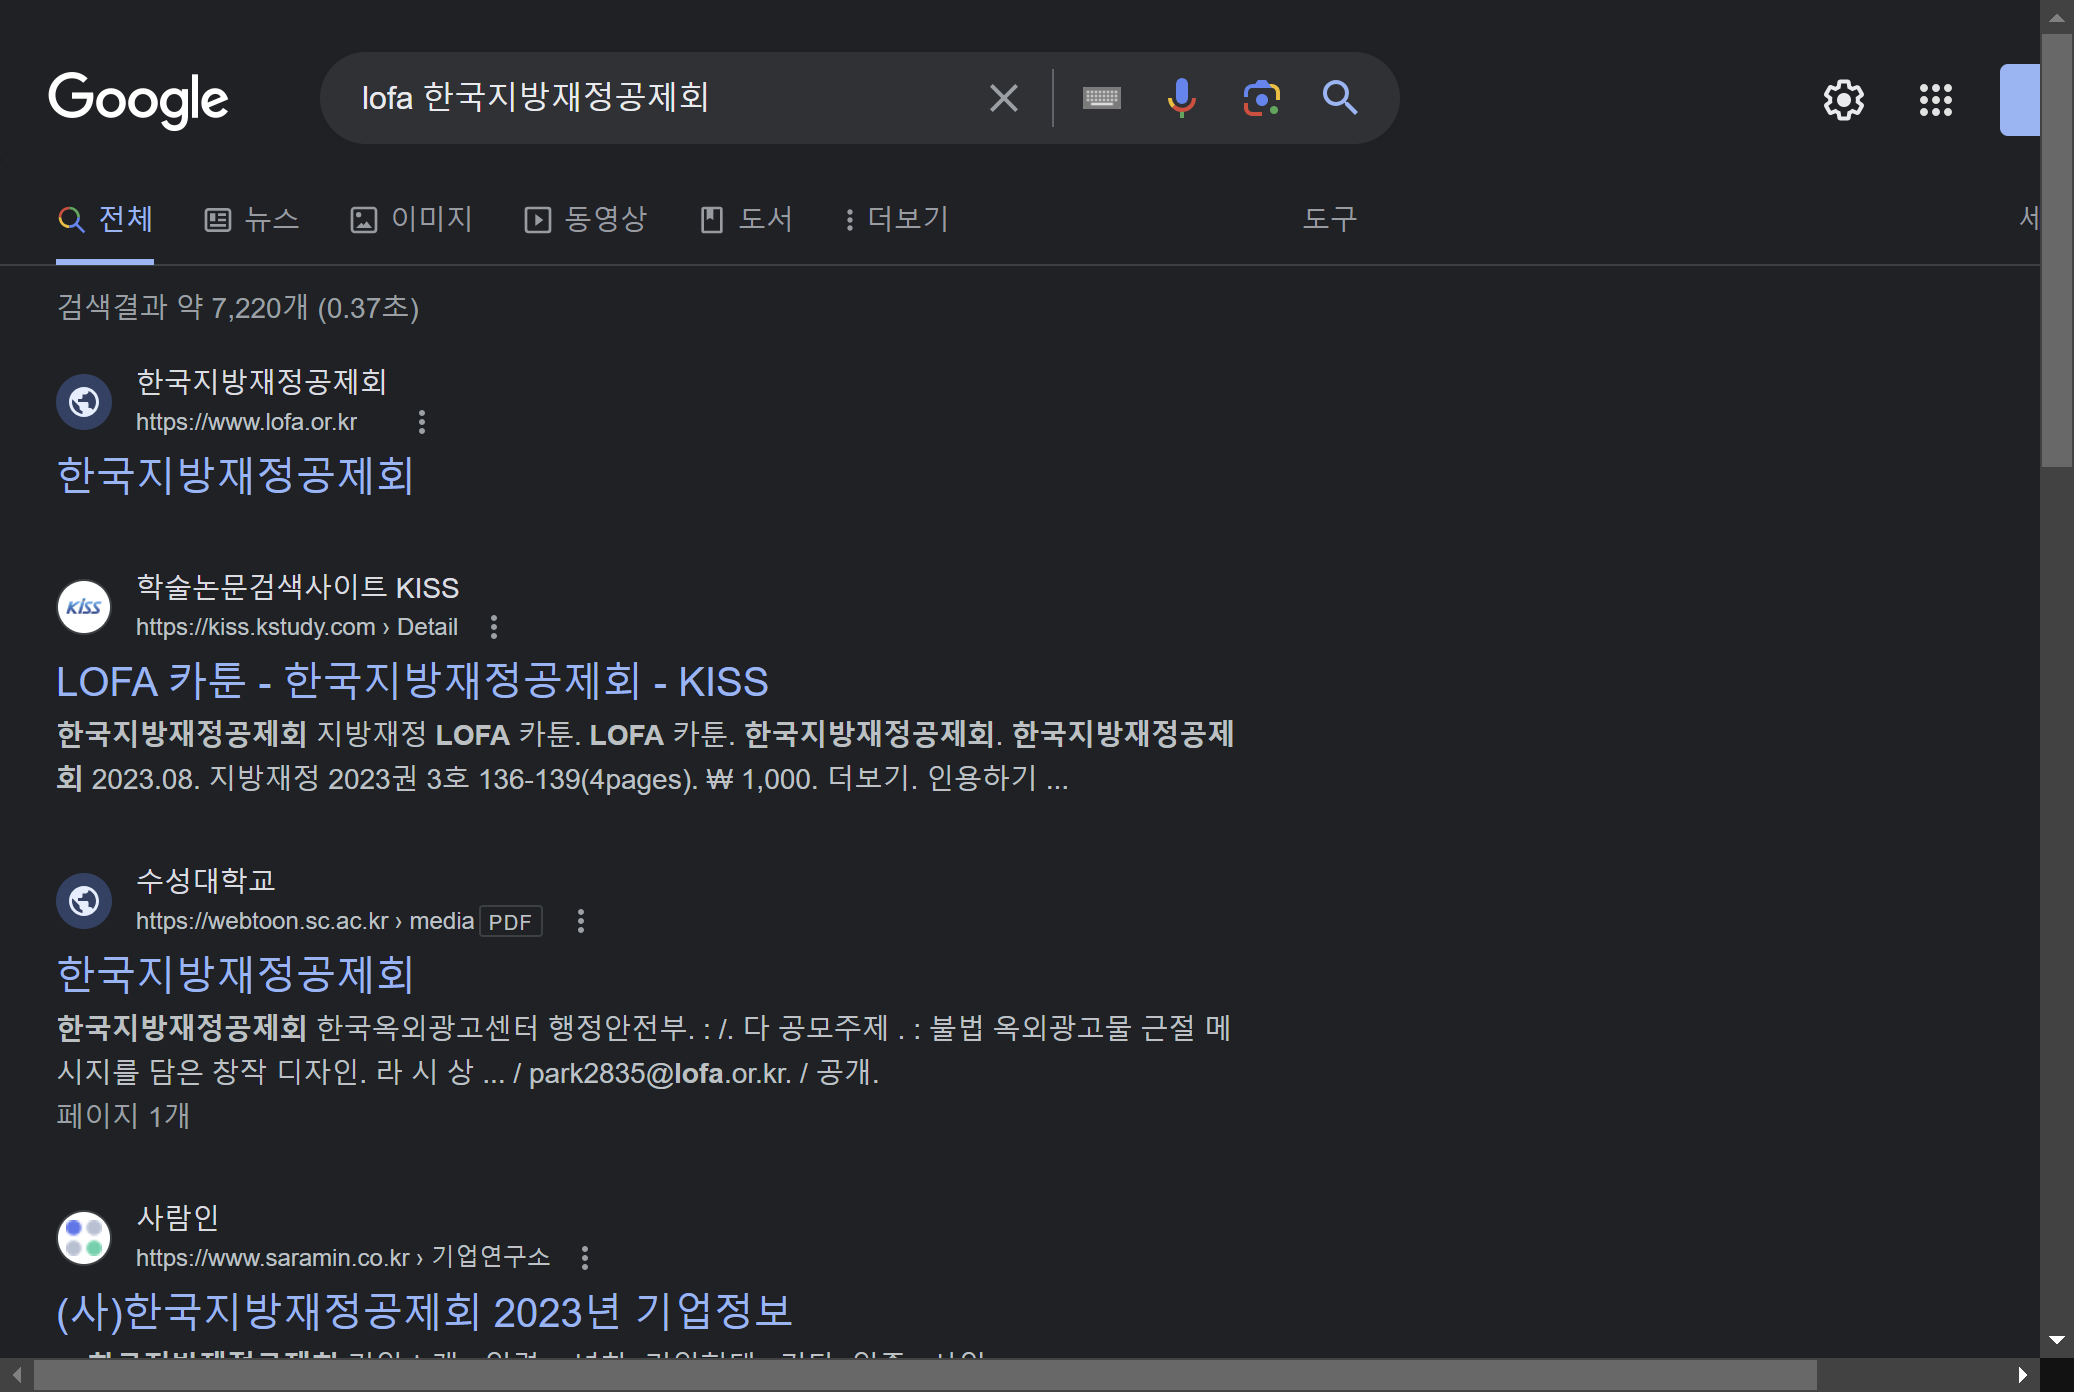 Google
lofa 한국지방재정공제회
전체 뉴스 이미지 동영상 도서 더보기 도구
검색결과 약 7,220개 (0.37초)
한국지방재정공제회
https://www.lofa.or.kr
한국지방재정공제회
KISS
학술논문검색사이트 KISS
https://kiss.kstudy.com › Detail
LOFA 카툰 - 한국지방재정공제회 - KISS
한국지방재정공제회 지방재정 LOFA 카툰. LOFA 카툰. 한국지방재정공제회. 한국지방재정공제
회 2023.08. 지방재정 2023권 3호 136-139(4pages). ₩ 1,000. 더보기. 인용하기 ...
수성대학교
https://webtoon.sc.ac.kr › media PDF
한국지방재정공제회
한국지방재정공제회 한국옥외광고센터 행정안전부. : /. 다 공모주제 . : 불법 옥외광고물 근절 메
시지를 담은 창작 디자인. 라 시 상 ... / park2835@lofa.or.kr. / 공개.
페이지 1개
사람인
https://www.saramin.co.kr › 기업연구소
(사)한국지방재정공제회 2023년 기업정보